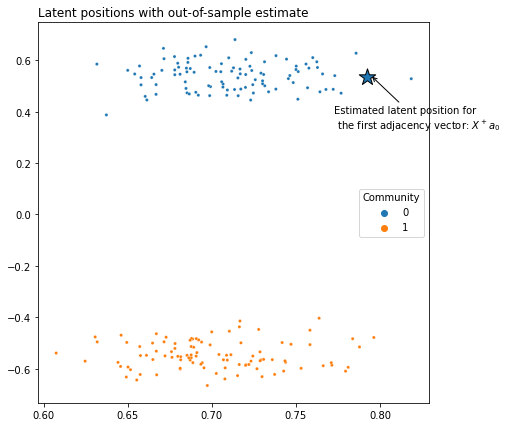 Latent positions with out-of-sample estimate
0.6
0.4
Estimated latent position for
the first adjacency vector: X⁺a₀
0.2
Community
0
1
0.0
−0.2
−0.4
−0.6
0.60 0.65 0.70 0.75 0.80